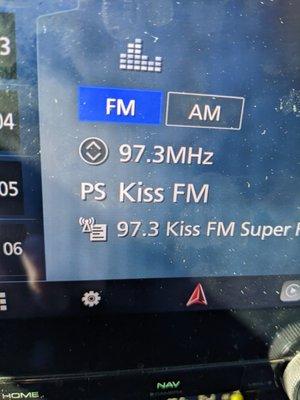 3
FM AM
04
97.3MHz
05
PS Kiss FM
97.3 Kiss FM Super
06
NAV
HOME